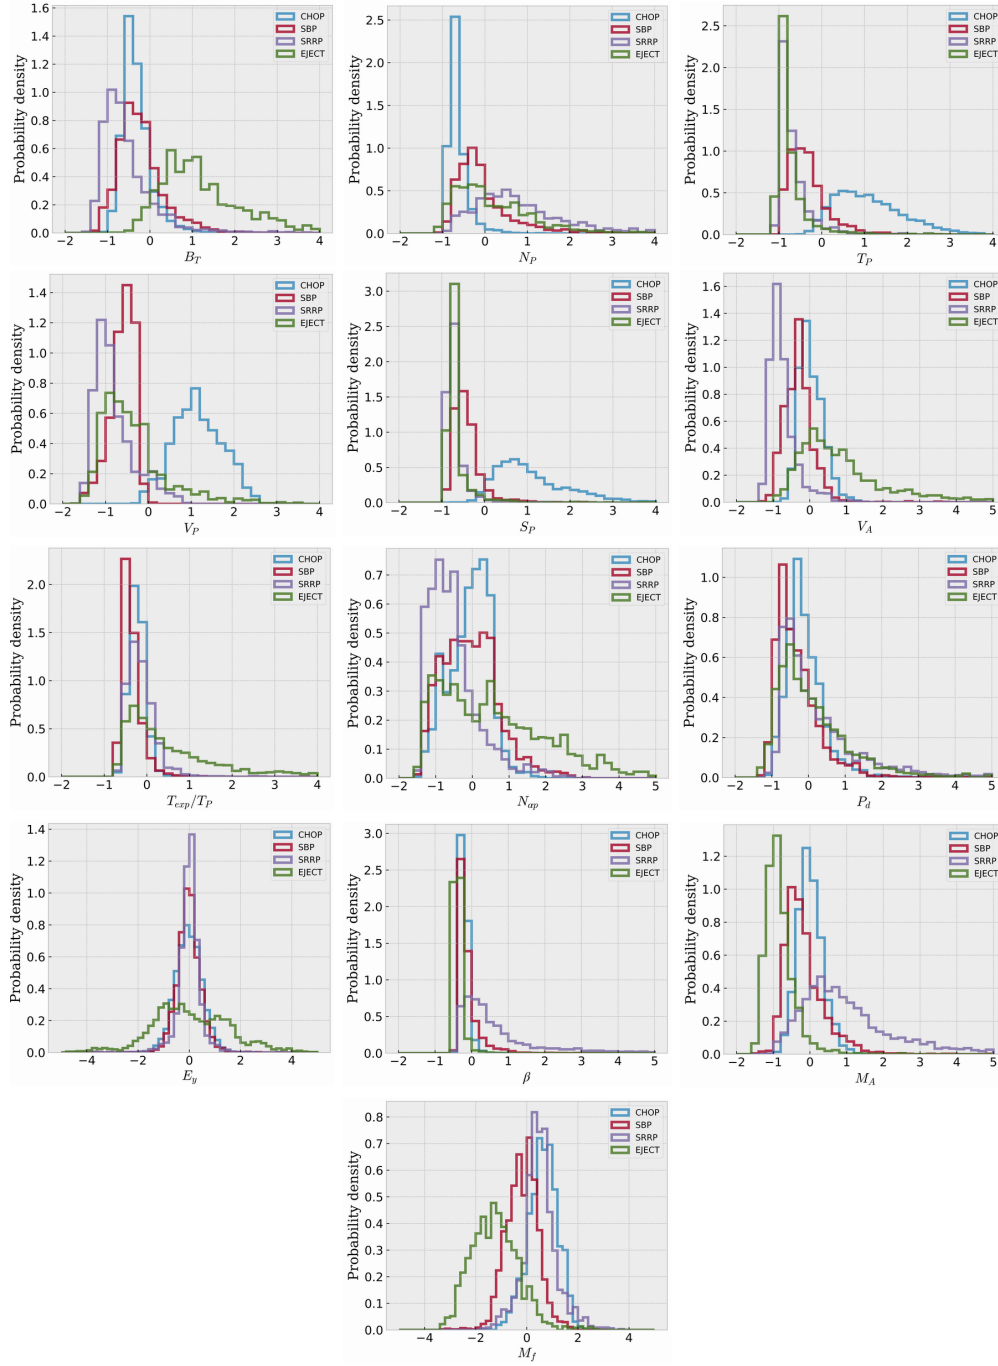 Probability density
1.6
1.4
1.2
1.0
0.8
0.6
0.4
0.2
0.0
−2 −1 0 1 2 3 4
B_T
CHOP
SBP
SRRP
EJECT
Probability density
2.5
2.0
1.5
1.0
0.5
0.0
−2 −1 0 1 2 3 4
N_P
CHOP
SBP
SRRP
EJECT
Probability density
2.5
2.0
1.5
1.0
0.5
0.0
−2 −1 0 1 2 3 4
T_P
CHOP
SBP
SRRP
EJECT
Probability density
1.4
1.2
1.0
0.8
0.6
0.4
0.2
0.0
−2 −1 0 1 2 3 4
V_P
CHOP
SBP
SRRP
EJECT
Probability density
3.0
2.5
2.0
1.5
1.0
0.5
0.0
−2 −1 0 1 2 3 4
S_P
CHOP
SBP
SRRP
EJECT
Probability density
1.6
1.4
1.2
1.0
0.8
0.6
0.4
0.2
0.0
−2 −1 0 1 2 3 4 5
V_A
CHOP
SBP
SRRP
EJECT
Probability density
2.0
1.5
1.0
0.5
0.0
−2 −1 0 1 2 3 4
T_exp/T_P
CHOP
SBP
SRRP
EJECT
Probability density
0.7
0.6
0.5
0.4
0.3
0.2
0.1
0.0
−2 −1 0 1 2 3 4 5
N_αp
CHOP
SBP
SRRP
EJECT
Probability density
1.0
0.8
0.6
0.4
0.2
0.0
−2 −1 0 1 2 3 4 5
P_d
CHOP
SBP
SRRP
EJECT
Probability density
1.4
1.2
1.0
0.8
0.6
0.4
0.2
0.0
−4 −2 0 2 4
E_y
CHOP
SBP
SRRP
EJECT
Probability density
3.0
2.5
2.0
1.5
1.0
0.5
0.0
−2 −1 0 1 2 3 4 5
β
CHOP
SBP
SRRP
EJECT
Probability density
1.2
1.0
0.8
0.6
0.4
0.2
0.0
−2 −1 0 1 2 3 4 5
M_A
CHOP
SBP
SRRP
EJECT
Probability density
0.8
0.7
0.6
0.5
0.4
0.3
0.2
0.1
0.0
−4 −2 0 2 4
M_f
CHOP
SBP
SRRP
EJECT